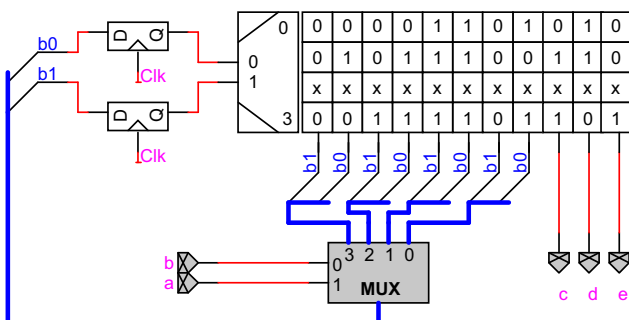 0 0 0 0 0 1 1 0 1 0 1 0
b0 D Q
0 0 1 0 1 1 1 0 0 1 1 0
b1 Clk 1 x x x x x x x x x x x
D Q 3 0 0 1 1 1 1 0 1 1 0 1
Clk
b1 b0 b1 b0 b1 b0 b1 b0
3 2 1 0
b 0
a 1 MUX
c d e